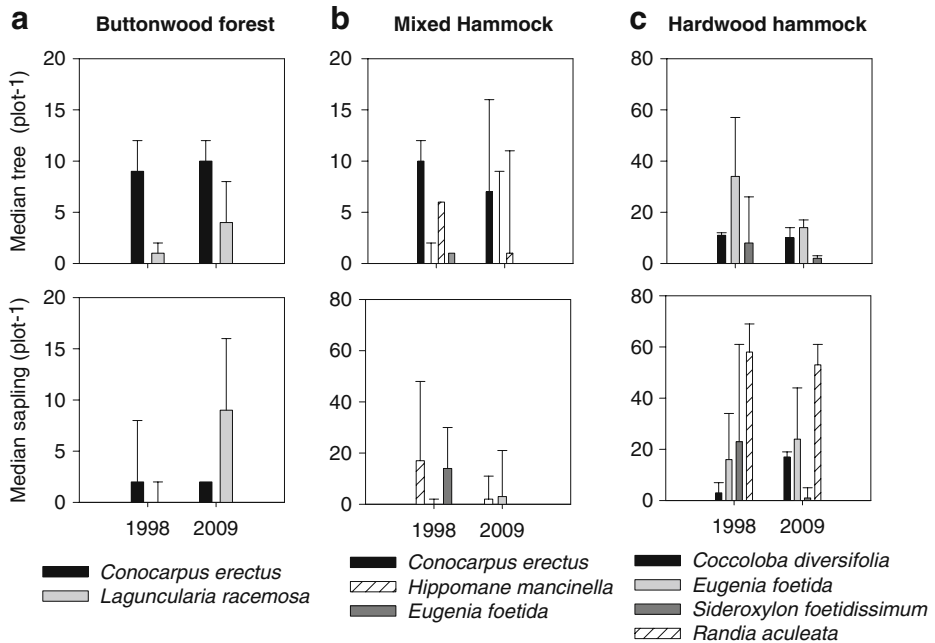 a Buttonwood forest
b Mixed Hammock
c Hardwood hammock
Median tree (plot-1)
20
15
10
5
0
20
15
10
5
0
80
60
40
20
0
Median sapling (plot-1)
20
15
10
5
0
1998 2009
80
60
40
20
0
1998 2009
80
60
40
20
0
1998 2009
Conocarpus erectus
Laguncularia racemosa
Conocarpus erectus
Hippomane mancinella
Eugenia foetida
Coccoloba diversifolia
Eugenia foetida
Sideroxylon foetidissimum
Randia aculeata